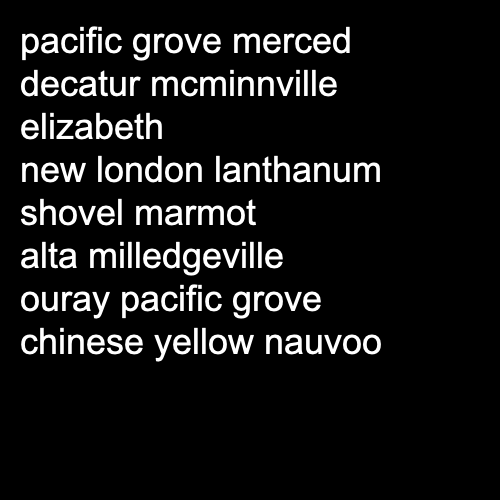 pacific grove merced
decatur mcminnville
elizabeth
new london lanthanum
shovel marmot
alta milledgeville
ouray pacific grove
chinese yellow nauvoo